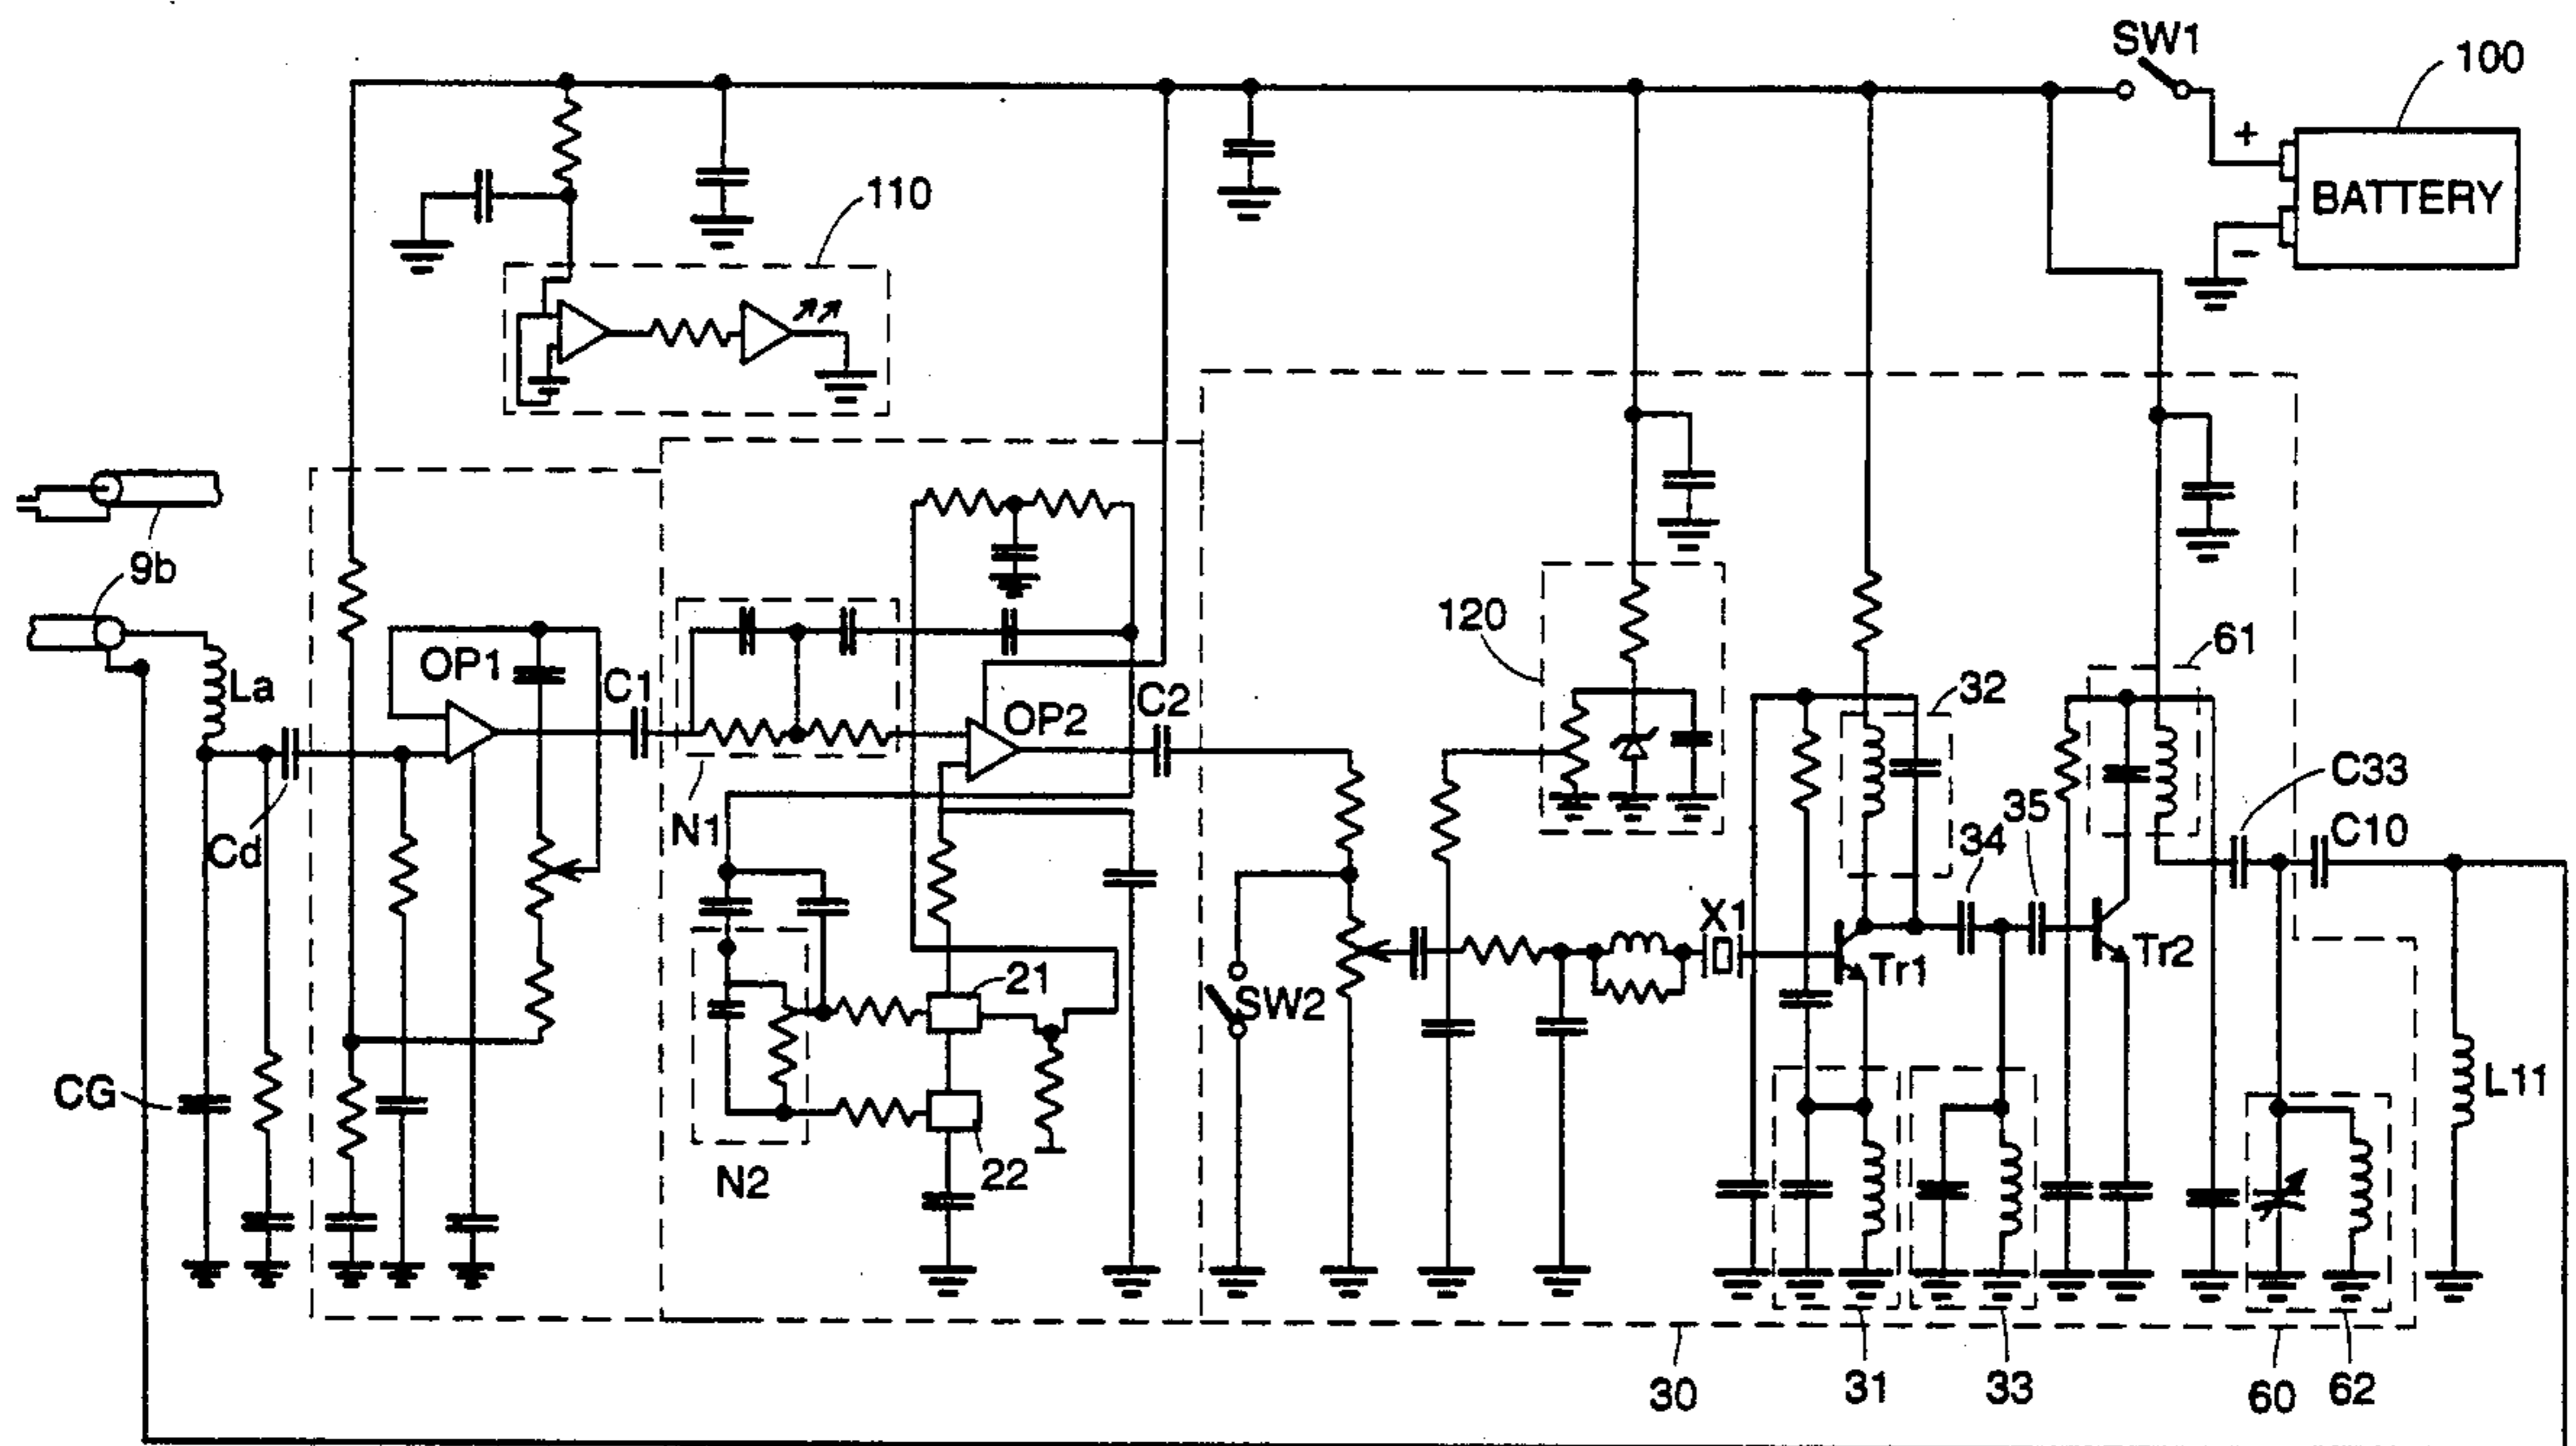 SW1
100
+
BATTERY
−
110
9b
120
61
OP1
C1
La
OP2
C2
32
N1
Cd
C33
C10
35
34
X1
21
SW2
Tr1
Tr2
CG
22
N2
L11
30
31
33
60
62